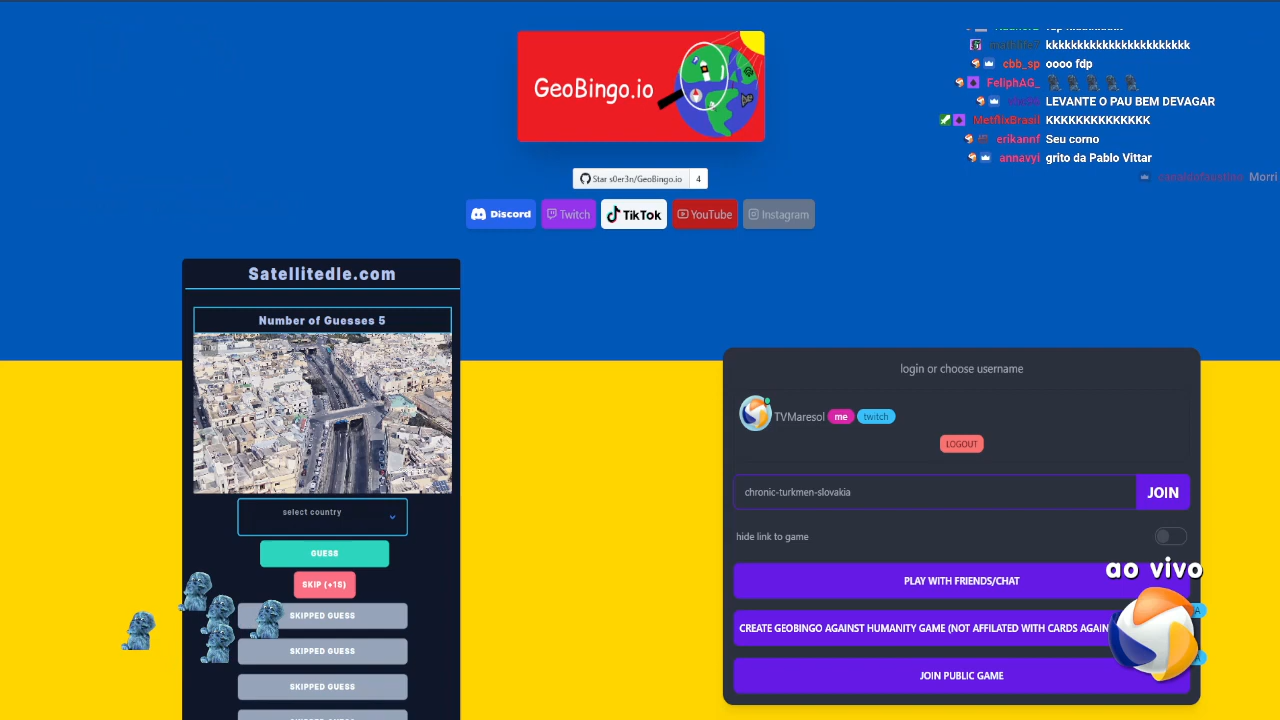 GeoBingo.io
Star s0er3n/GeoBingo.io 4
Discord Twitch TikTok YouTube Instagram
kkkkkkkkkkkkkkkkkkkkkkk
cbb_sp oooo fdp
FeliphAG_
LEVANTE O PAU BEM DEVAGAR
MetflixBrasil KKKKKKKKKKKKKK
erikannf Seu corno
annavyi grito da Pablo Vittar
Morri
Satellitedle.com
Number of Guesses 5
select country
GUESS
SKIP (+1S)
SKIPPED GUESS
SKIPPED GUESS
SKIPPED GUESS
login or choose username
TVMaresol me twitch
LOGOUT
chronic-turkmen-slovakia JOIN
hide link to game
ao vivo
PLAY WITH FRIENDS/CHAT
CREATE GEOBINGO AGAINST HUMANITY GAME (NOT AFFILATED WITH CARDS AGAIN
JOIN PUBLIC GAME